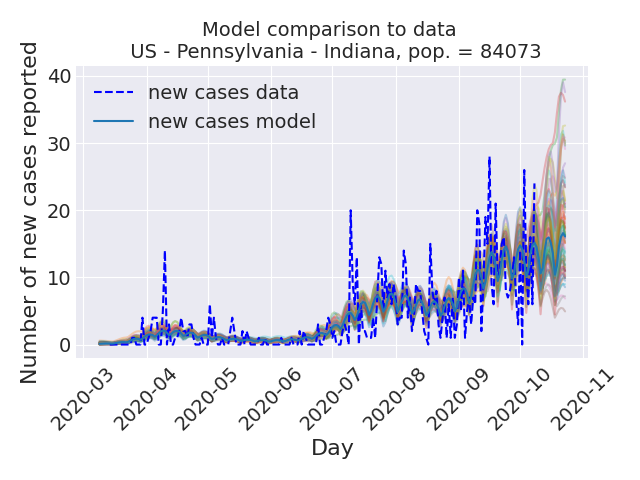 Model comparison to data
US - Pennsylvania - Indiana, pop. = 84073
Number of new cases reported
40
30
20
10
0
new cases data
new cases model
2020-03
2020-04
2020-05
2020-06
2020-07
2020-08
2020-09
2020-10
2020-11
Day